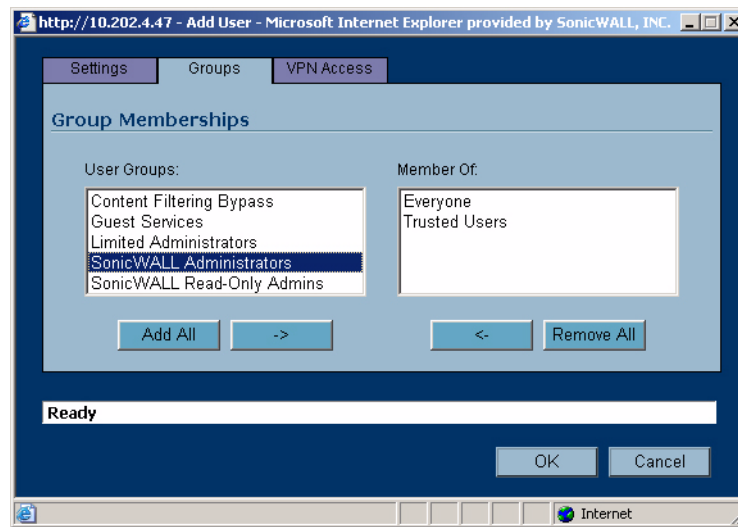 http://10.202.4.47 - Add User - Microsoft Internet Explorer provided by SonicWALL, INC.
Settings
Groups
VPN Access
Group Memberships
User Groups:
Member Of:
Content Filtering Bypass
Guest Services
Limited Administrators
SonicWALL Administrators
SonicWALL Read-Only Admins
Everyone
Trusted Users
Add All
->
<-
Remove All
Ready
OK
Cancel
Internet